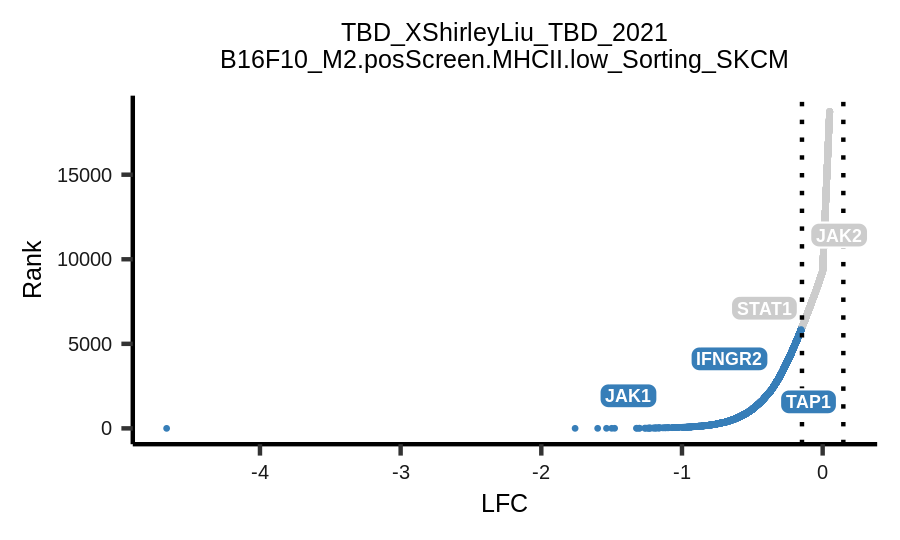 TBD_XShirleyLiu_TBD_2021
B16F10_M2.posScreen.MHCII.low_Sorting_SKCM
15000
10000
5000
0
Rank
JAK2
STAT1
IFNGR2
JAK1
TAP1
-4
-3
-2
-1
0
LFC